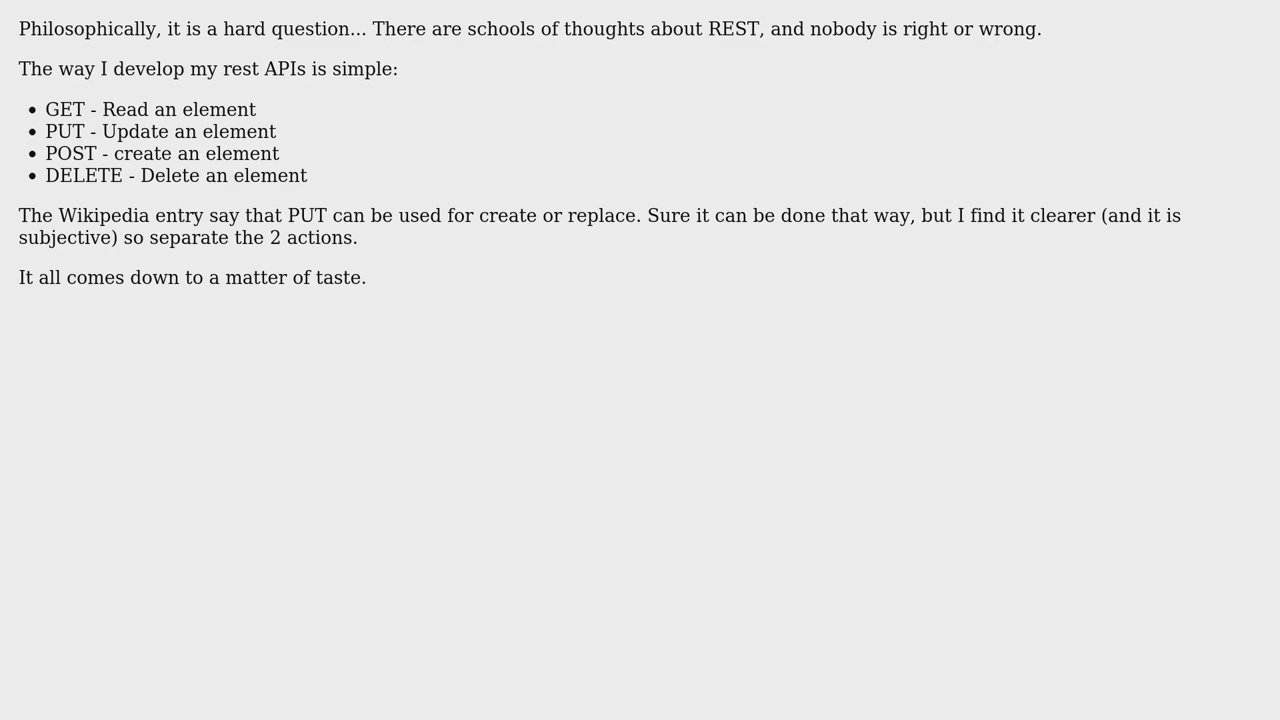 Philosophically, it is a hard question... There are schools of thoughts about REST, and nobody is right or wrong.
The way I develop my rest APIs is simple:
• GET - Read an element
• PUT - Update an element
• POST - create an element
• DELETE - Delete an element
The Wikipedia entry say that PUT can be used for create or replace. Sure it can be done that way, but I find it clearer (and it is
subjective) so separate the 2 actions.
It all comes down to a matter of taste.